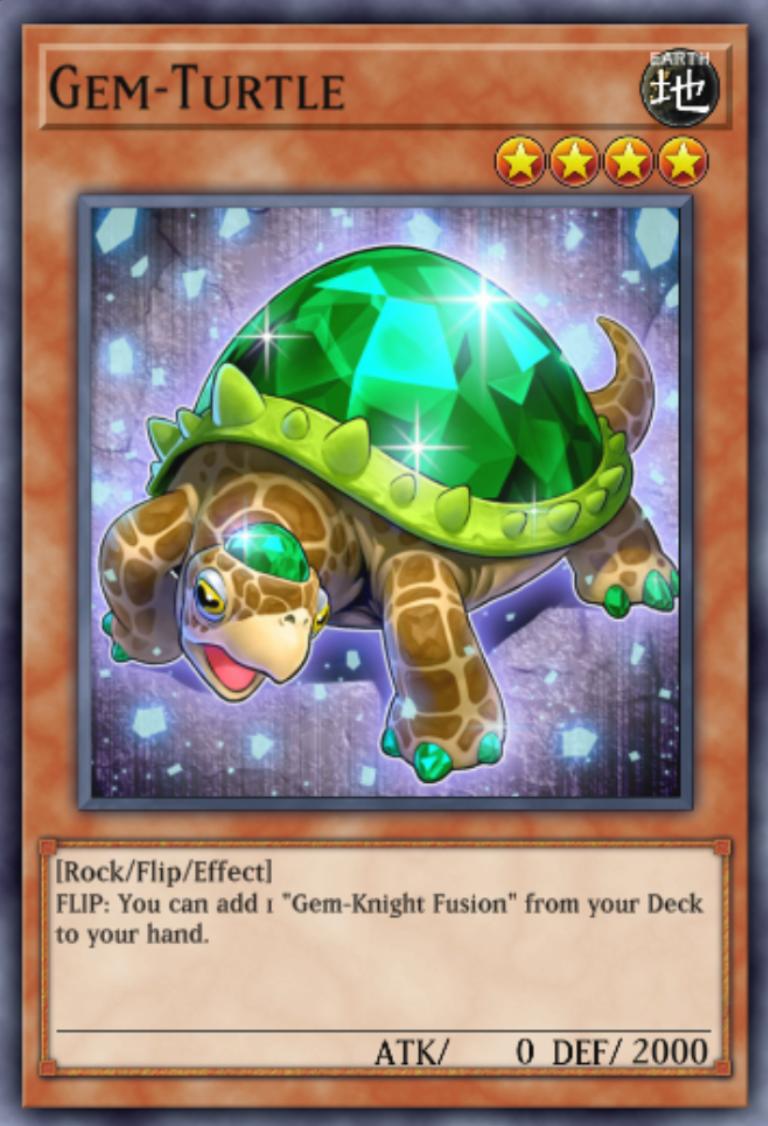 Gem-Turtle
EARTH
地
[Rock/Flip/Effect]
FLIP: You can add 1 "Gem-Knight Fusion" from your Deck
to your hand.
ATK/ 0 DEF/ 2000